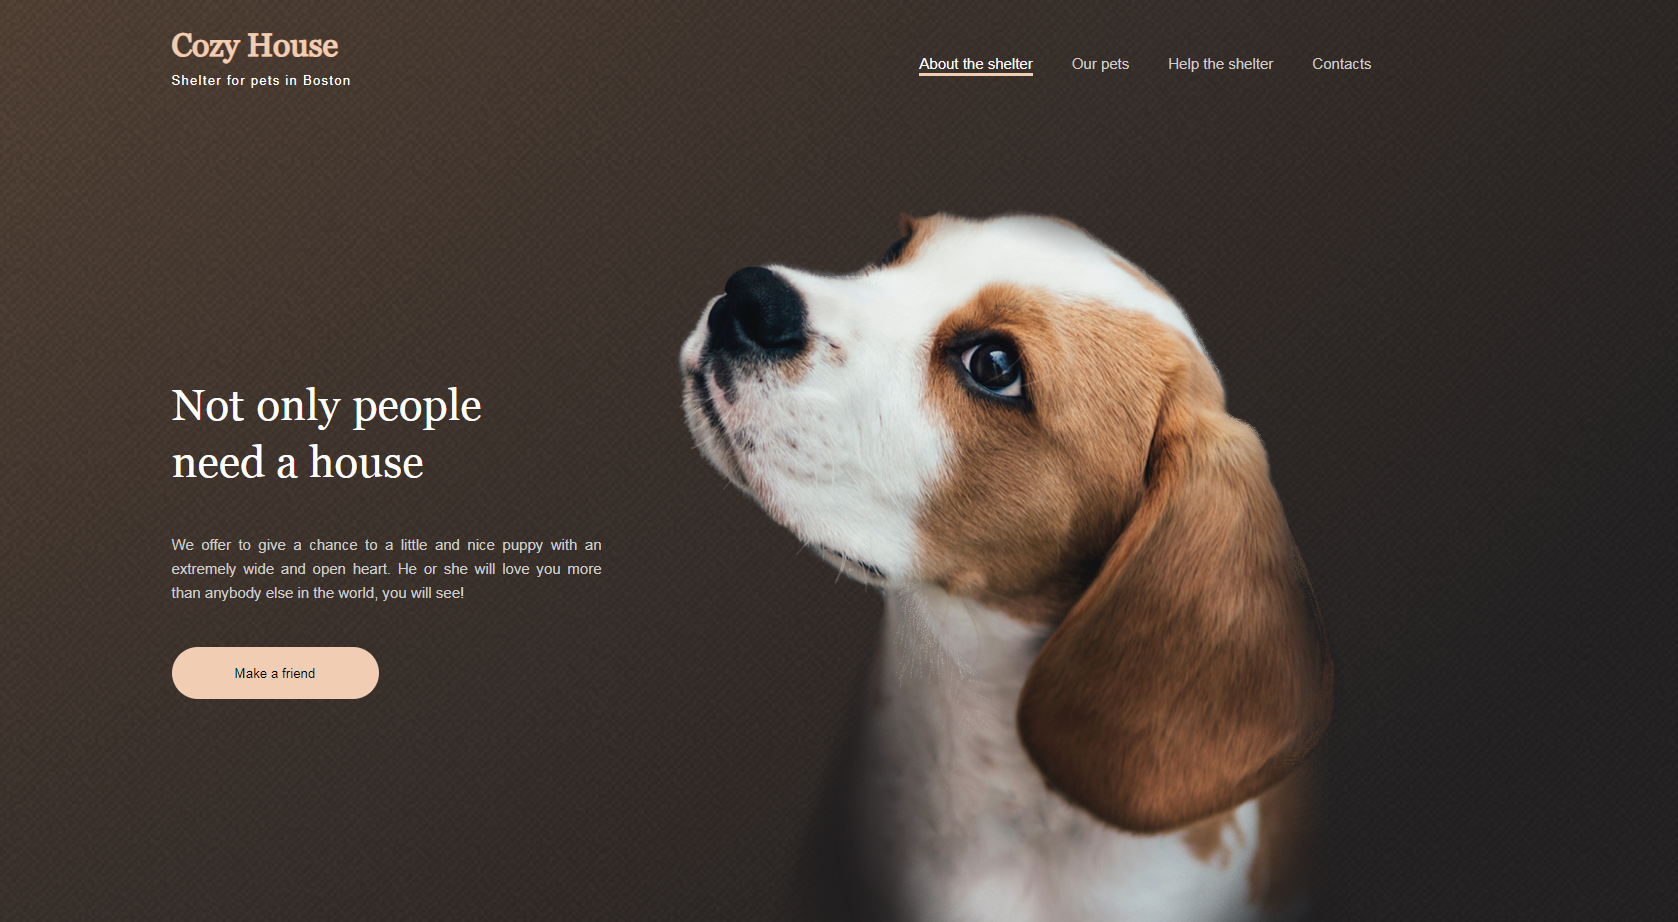 Cozy House
Shelter for pets in Boston
About the shelter
Our pets
Help the shelter
Contacts
Not only people
need a house
We offer to give a chance to a little and nice puppy with an
extremely wide and open heart. He or she will love you more
than anybody else in the world, you will see!
Make a friend